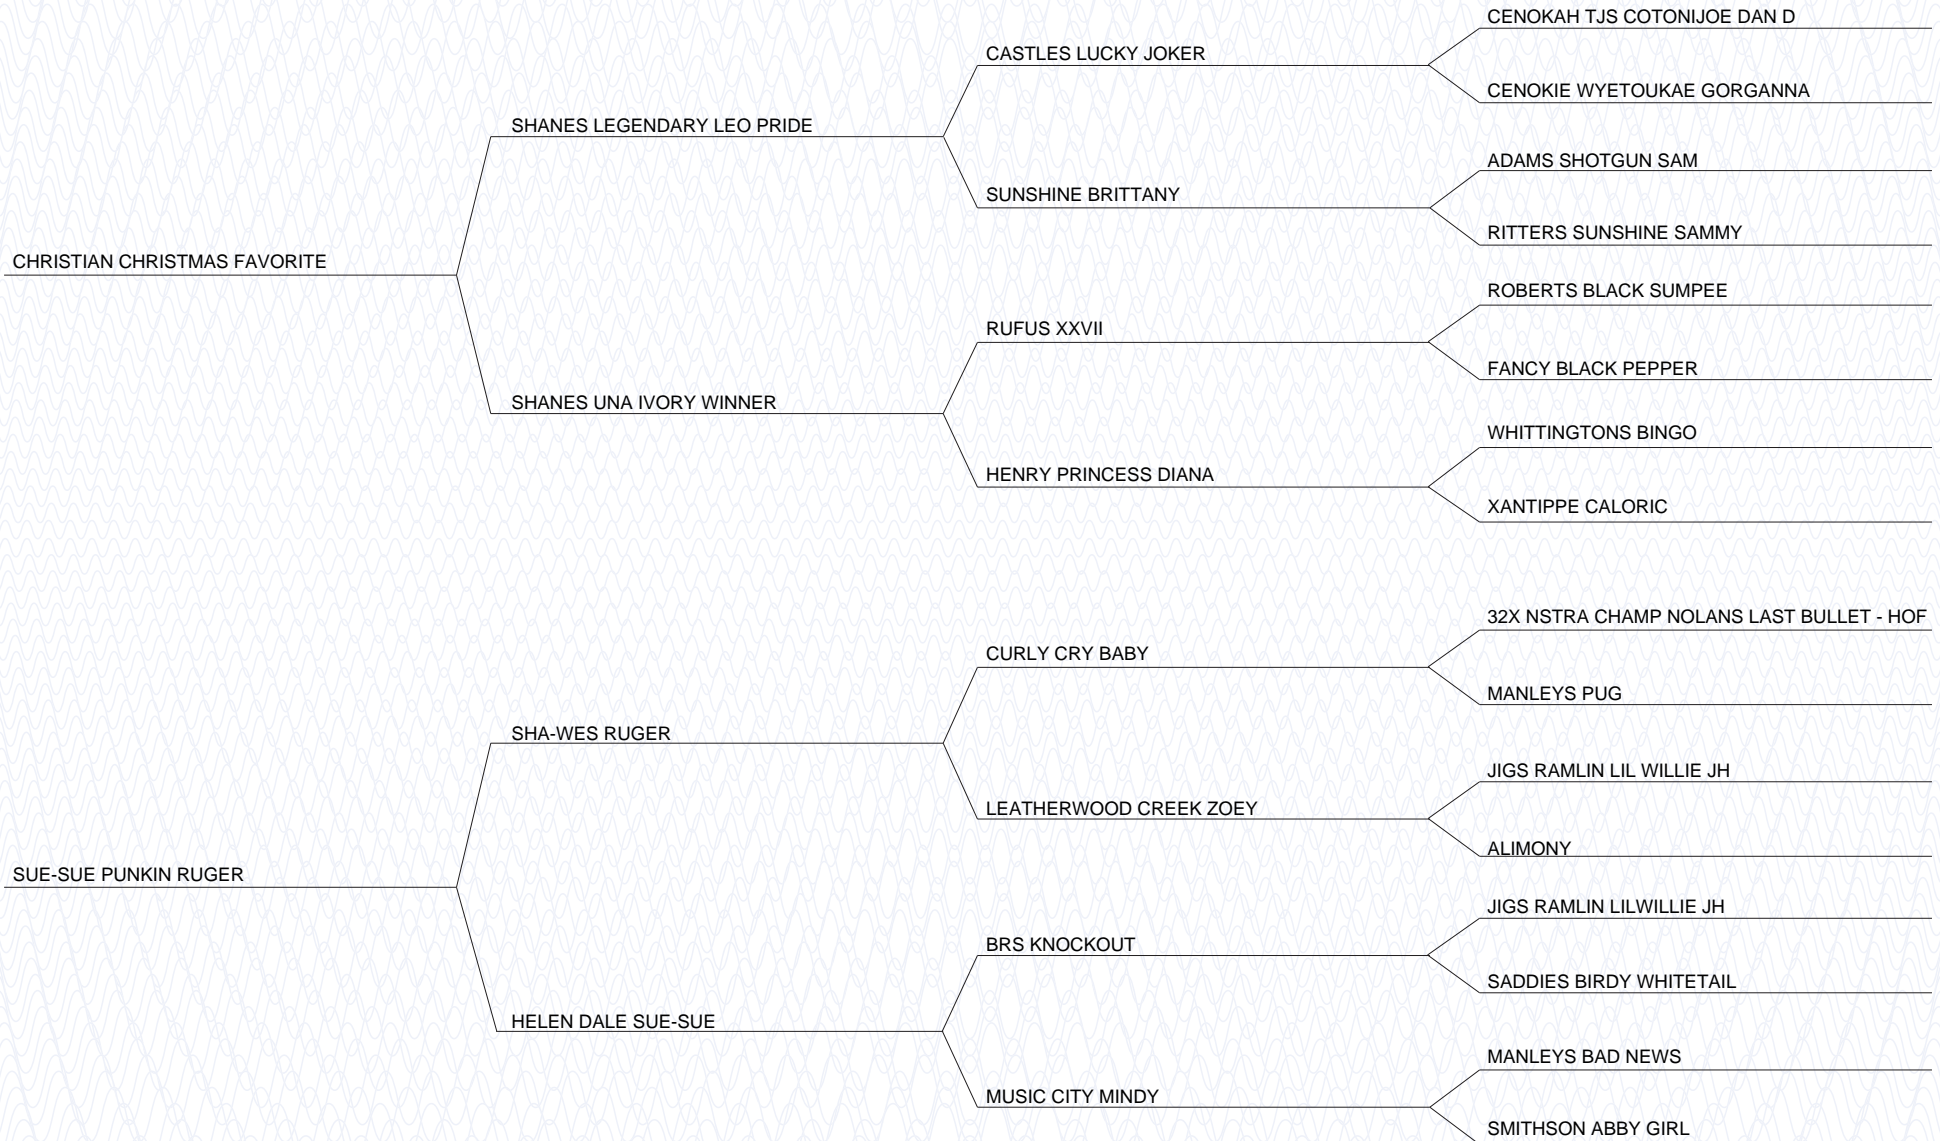 CENOKAH TJS COTONIJOE DAN D
CASTLES LUCKY JOKER
CENOKIE WYETOUKAE GORGANNA
SHANES LEGENDARY LEO PRIDE
ADAMS SHOTGUN SAM
SUNSHINE BRITTANY
RITTERS SUNSHINE SAMMY
CHRISTIAN CHRISTMAS FAVORITE
ROBERTS BLACK SUMPEE
RUFUS XXVII
FANCY BLACK PEPPER
SHANES UNA IVORY WINNER
WHITTINGTONS BINGO
HENRY PRINCESS DIANA
XANTIPPE CALORIC
32X NSTRA CHAMP NOLANS LAST BULLET - HOF
CURLY CRY BABY
MANLEYS PUG
SHA-WES RUGER
JIGS RAMLIN LIL WILLIE JH
LEATHERWOOD CREEK ZOEY
ALIMONY
SUE-SUE PUNKIN RUGER
JIGS RAMLIN LILWILLIE JH
BRS KNOCKOUT
SADDIES BIRDY WHITETAIL
HELEN DALE SUE-SUE
MANLEYS BAD NEWS
MUSIC CITY MINDY
SMITHSON ABBY GIRL